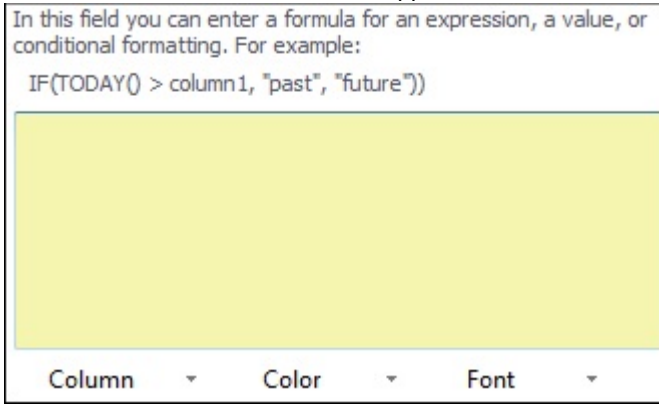 In this field you can enter a formula for an expression, a value, or
conditional formatting. For example:
IF(TODAY() > column1, "past", "future"))
Column
Color
Font